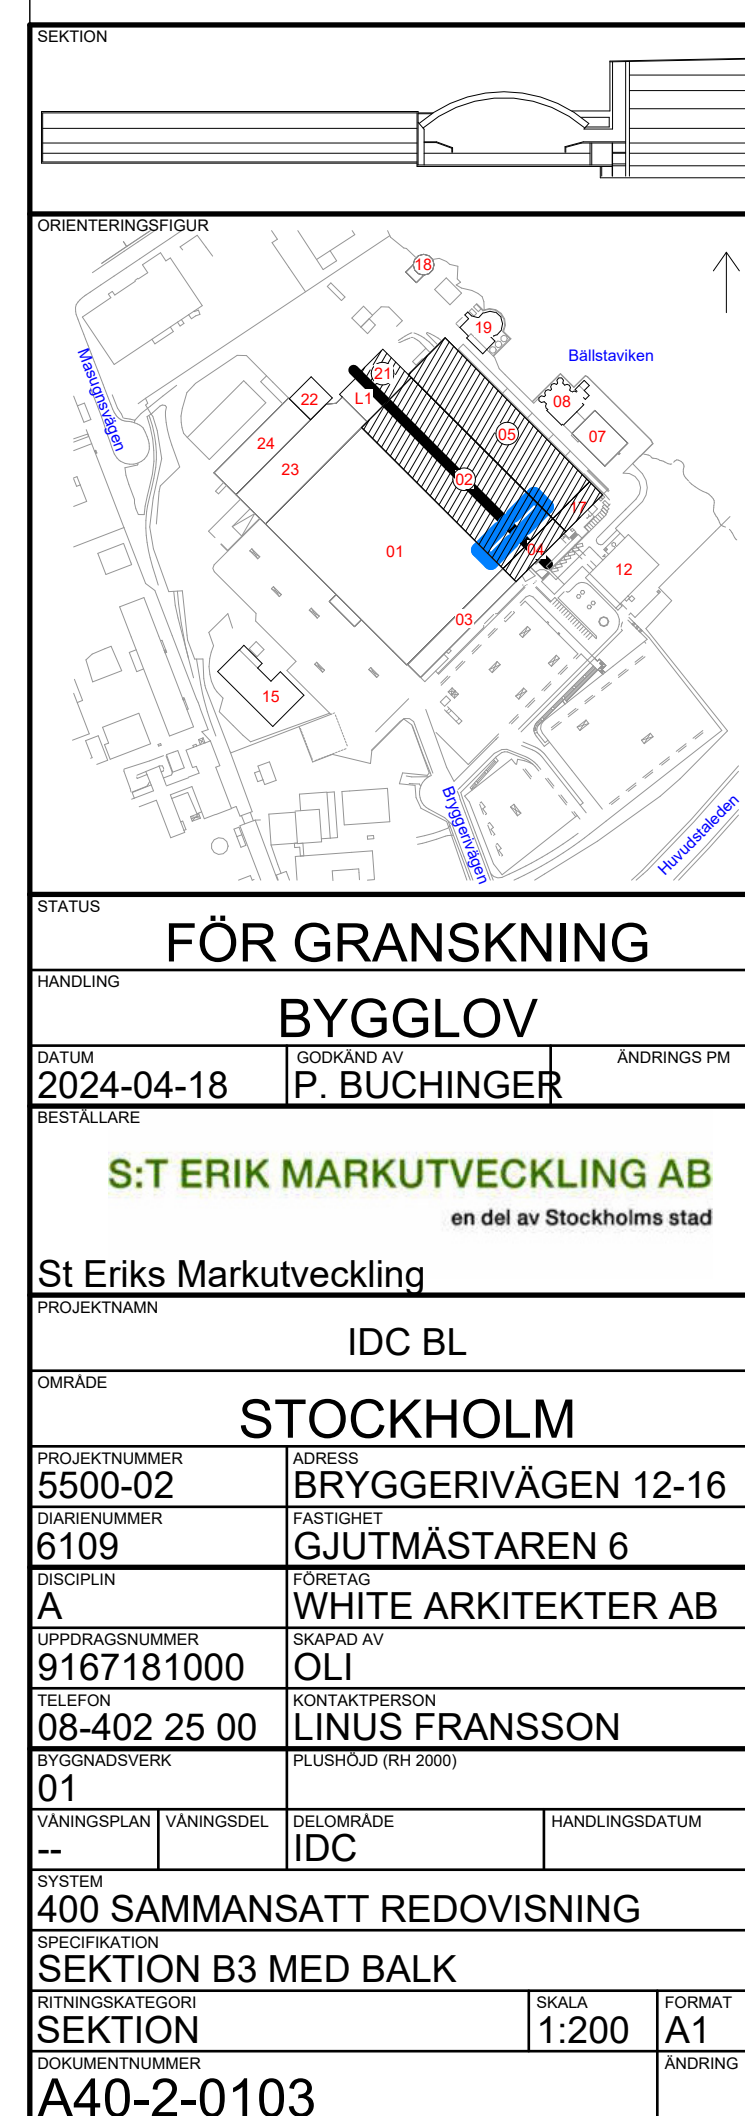 SEKTION
ORIENTERINGSFIGUR
18
19
Bällstaviken
Masugnsvägen
21
L1
22
08
05
07
24
23
02
17
01
04
12
03
15
Bryggerivägen
Huvudstaleden
STATUS
FÖR GRANSKNING
HANDLING
BYGGLOV
DATUM GODKÄND AV ÄNDRINGS PM
2024-04-18 P. BUCHINGER
BESTÄLLARE
S:T ERIK MARKUTVECKLING AB
en del av Stockholms stad
St Eriks Markutveckling
PROJEKTNAMN
IDC BL
OMRÅDE
STOCKHOLM
PROJEKTNUMMER ADRESS
5500-02 BRYGGERIVÄGEN 12-16
DIARIENUMMER FASTIGHET
6109 GJUTMÄSTAREN 6
DISCIPLIN FÖRETAG
A WHITE ARKITEKTER AB
UPPDRAGSNUMMER SKAPAD AV
9167181000 OLI
TELEFON KONTAKTPERSON
08-402 25 00 LINUS FRANSSON
BYGGNADSVERK PLUSHÖJD (RH 2000)
01
VÅNINGSPLAN VÅNINGSDEL DELOMRÅDE HANDLINGSDATUM
-- IDC
SYSTEM
400 SAMMANSATT REDOVISNING
SPECIFIKATION
SEKTION B3 MED BALK
RITNINGSKATEGORI SKALA FORMAT
SEKTION 1:200 A1
DOKUMENTNUMMER ÄNDRING
A40-2-0103